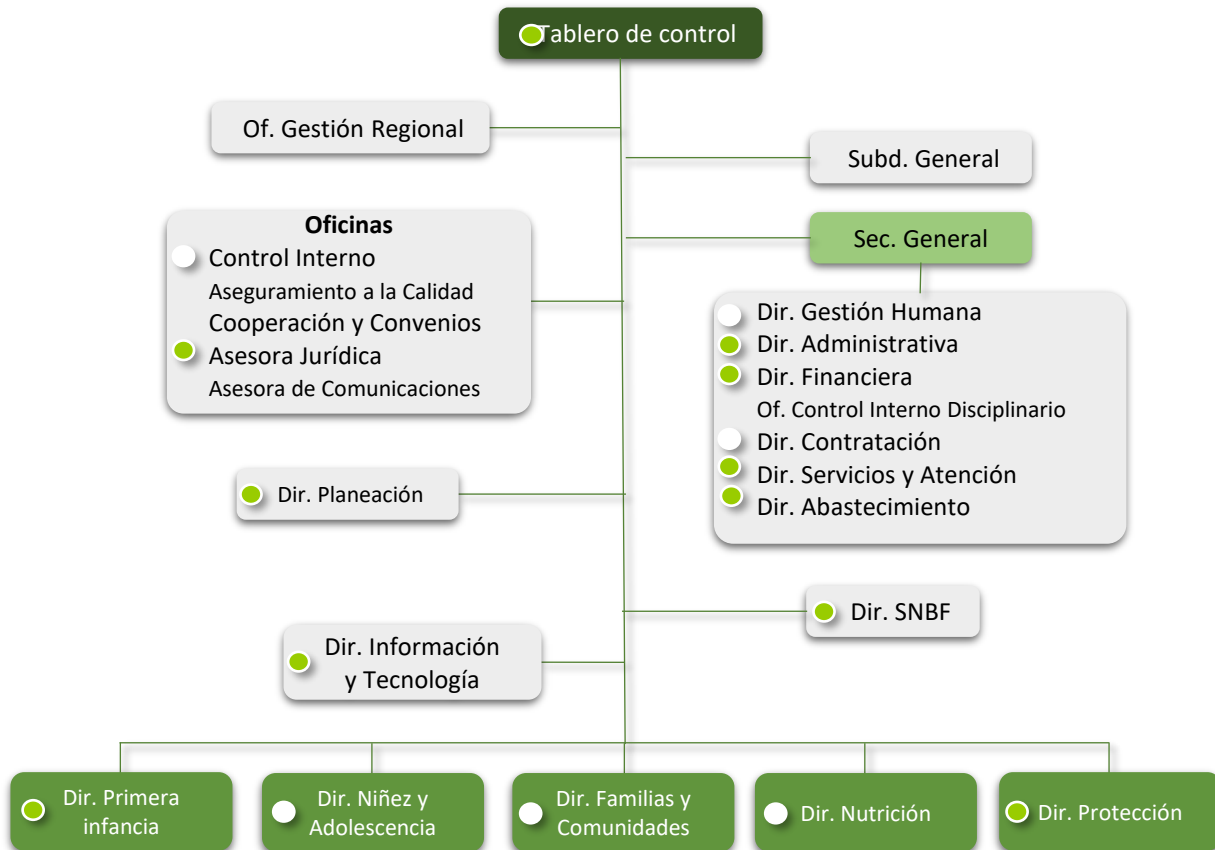 Tablero de control
Of. Gestión Regional
Subd. General
Oficinas
Control Interno
Aseguramiento a la Calidad
Cooperación y Convenios
Asesora Jurídica
Asesora de Comunicaciones
Sec. General
Dir. Gestión Humana
Dir. Administrativa
Dir. Financiera
Of. Control Interno Disciplinario
Dir. Contratación
Dir. Servicios y Atención
Dir. Abastecimiento
Dir. Planeación
Dir. SNBF
Dir. Información
y Tecnología
Dir. Primera
infancia
Dir. Niñez y
Adolescencia
Dir. Familias y
Comunidades
Dir. Nutrición
Dir. Protección